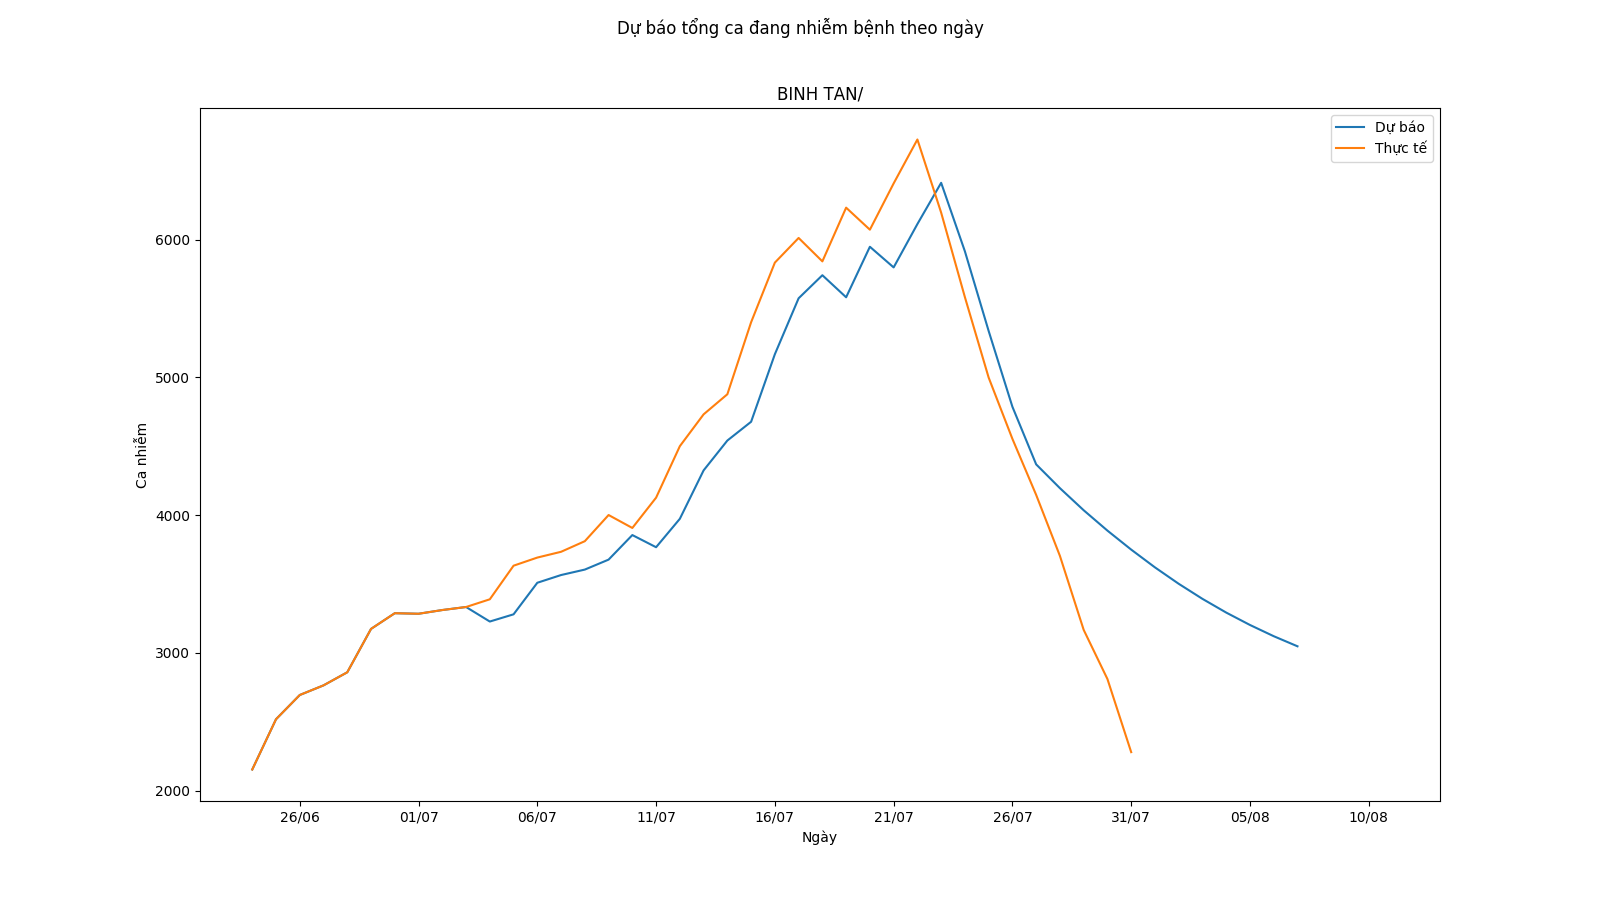 Dự báo tổng ca đang nhiễm bệnh theo ngày
BINH TAN/
Dự báo
Thực tế
6000
5000
4000
3000
2000
Ca nhiễm
26/06
01/07
06/07
11/07
16/07
21/07
26/07
31/07
05/08
10/08
Ngày